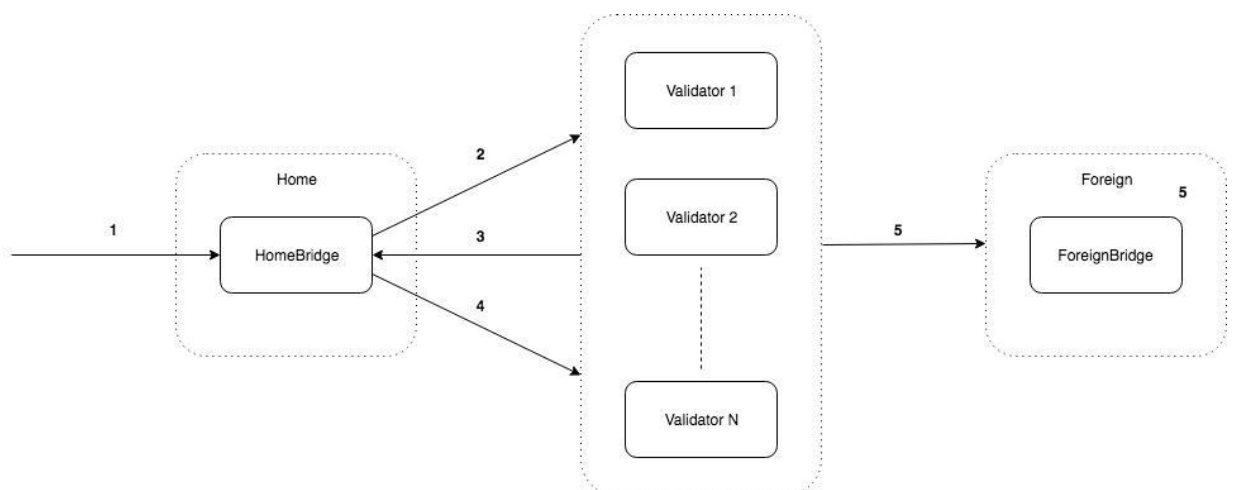 Validator 1
2
Home
Foreign
5
Validator 2
1
3
5
HomeBridge
ForeignBridge
4
Validator N